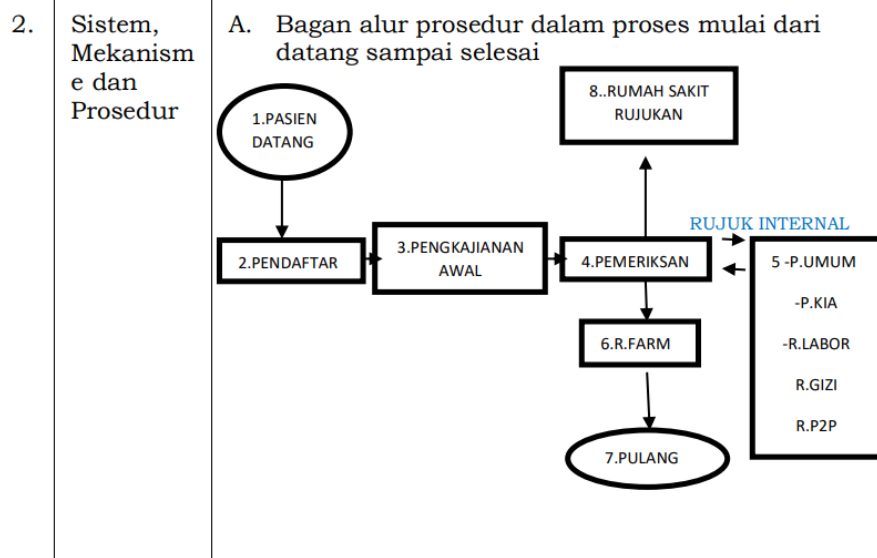 2.
Sistem,
Mekanism
e dan
Prosedur
A. Bagan alur prosedur dalam proses mulai dari
datang sampai selesai
1.PASIEN
DATANG
2.PENDAFTAR
3.PENGKAJIANAN
AWAL
4.PEMERIKSAN
8..RUMAH SAKIT
RUJUKAN
RUJUK INTERNAL
5 -P.UMUM
-P.KIA
-R.LABOR
R.GIZI
R.P2P
6.R.FARM
7.PULANG